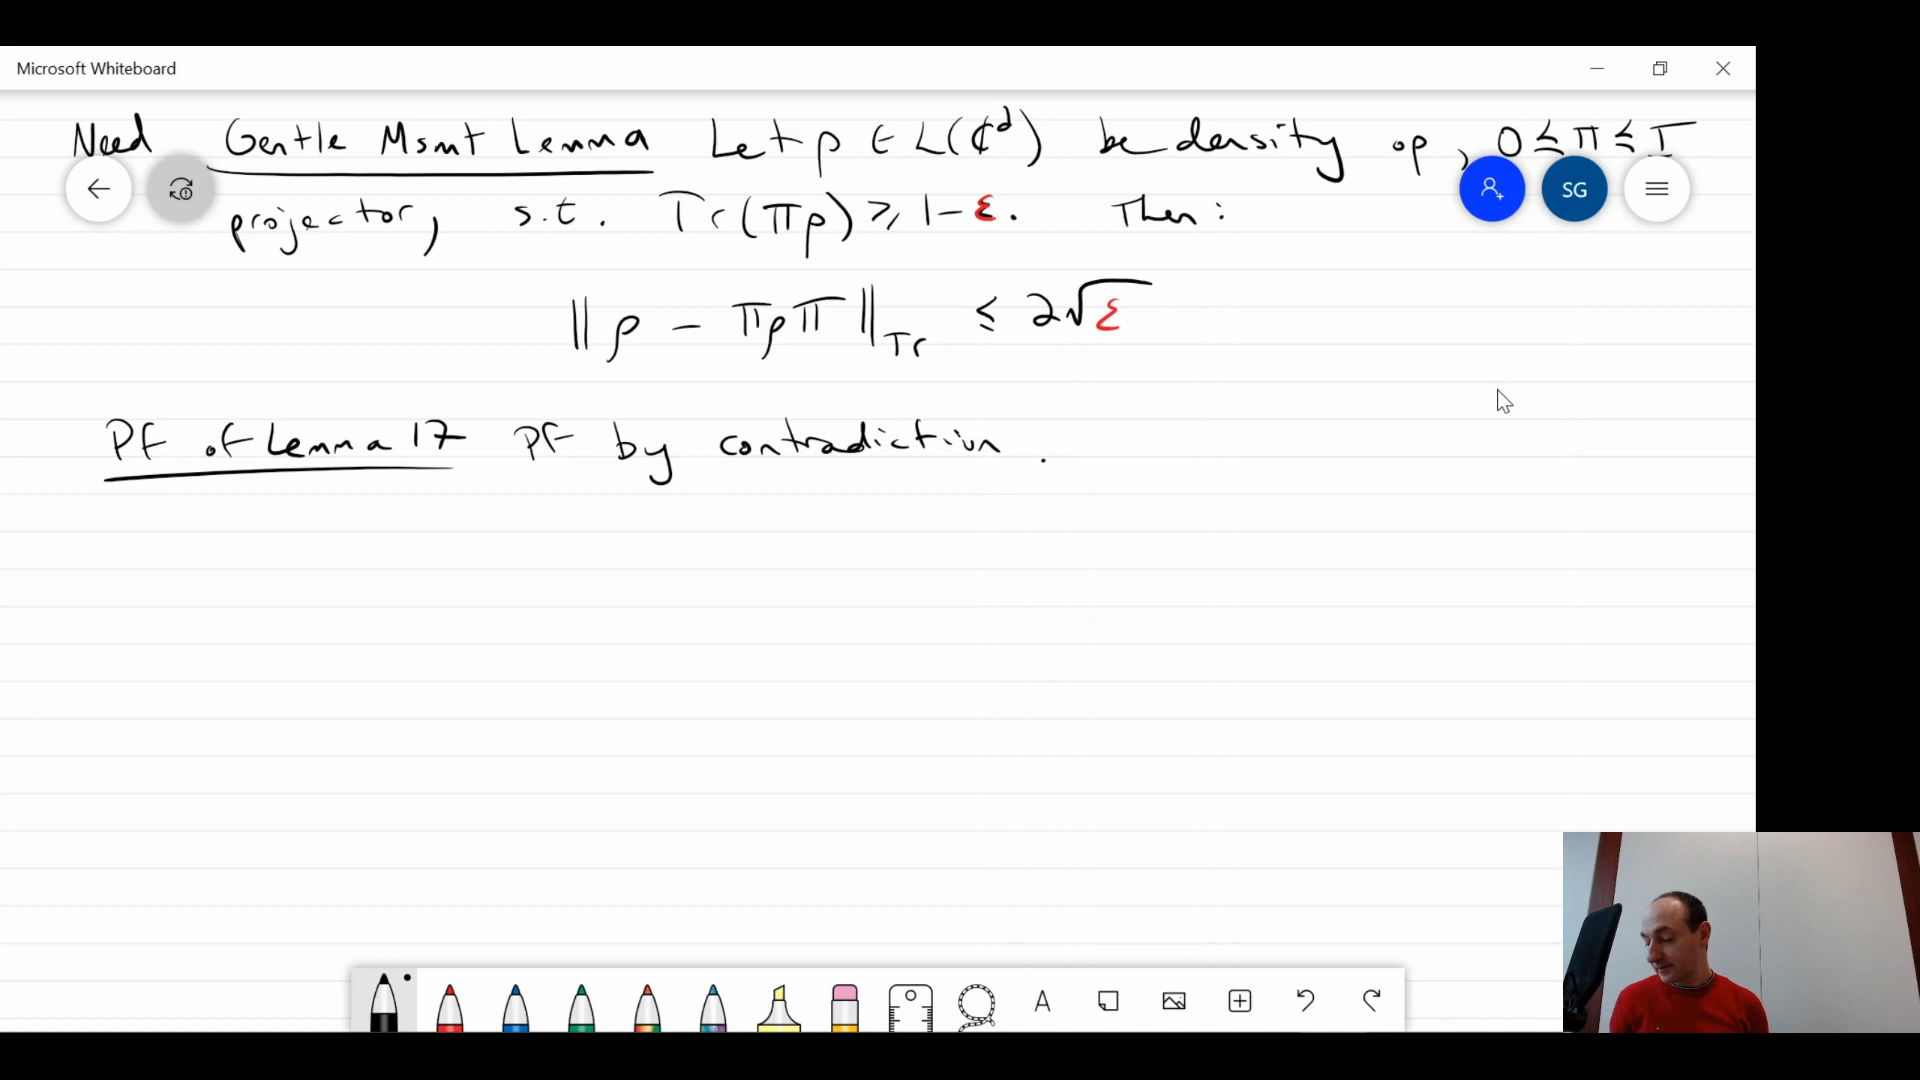 Microsoft Whiteboard
Need Gentle Msmt Lemma Let ρ ∈ L(ℂᵈ) be density op, 0 ≤ Π ≤ I
SG
projector, s.t. Tr(Πρ) ≥ 1-ε. Then:
‖ρ - ΠρΠ‖_Tr ≤ 2√ε
PF of Lemma 17 PF by contradiction.
A